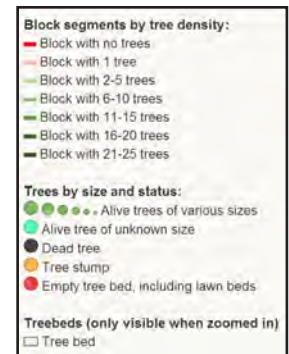 Block segments by tree density:
Block with no trees
Block with 1 tree
Block with 2-5 trees
Block with 6-10 trees
Block with 11-15 trees
Block with 16-20 trees
Block with 21-25 trees
Trees by size and status:
Alive trees of various sizes
Alive tree of unknown size
Dead tree
Tree stump
Empty tree bed, including lawn beds
Treebeds (only visible when zoomed in)
Tree bed